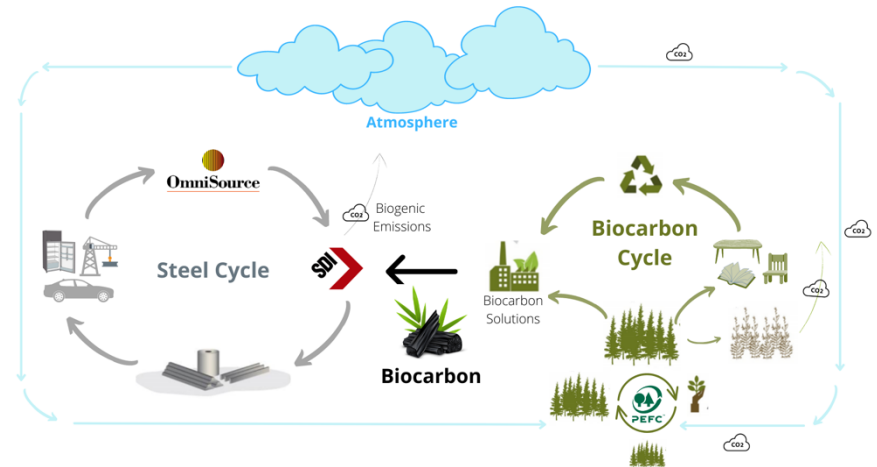 CO2
Atmosphere
OmniSource
CO2
Biogenic
Emissions
Steel Cycle
SDI
Biocarbon
Cycle
Biocarbon
Solutions
Biocarbon
CO2
CO2
PEFC
CO2